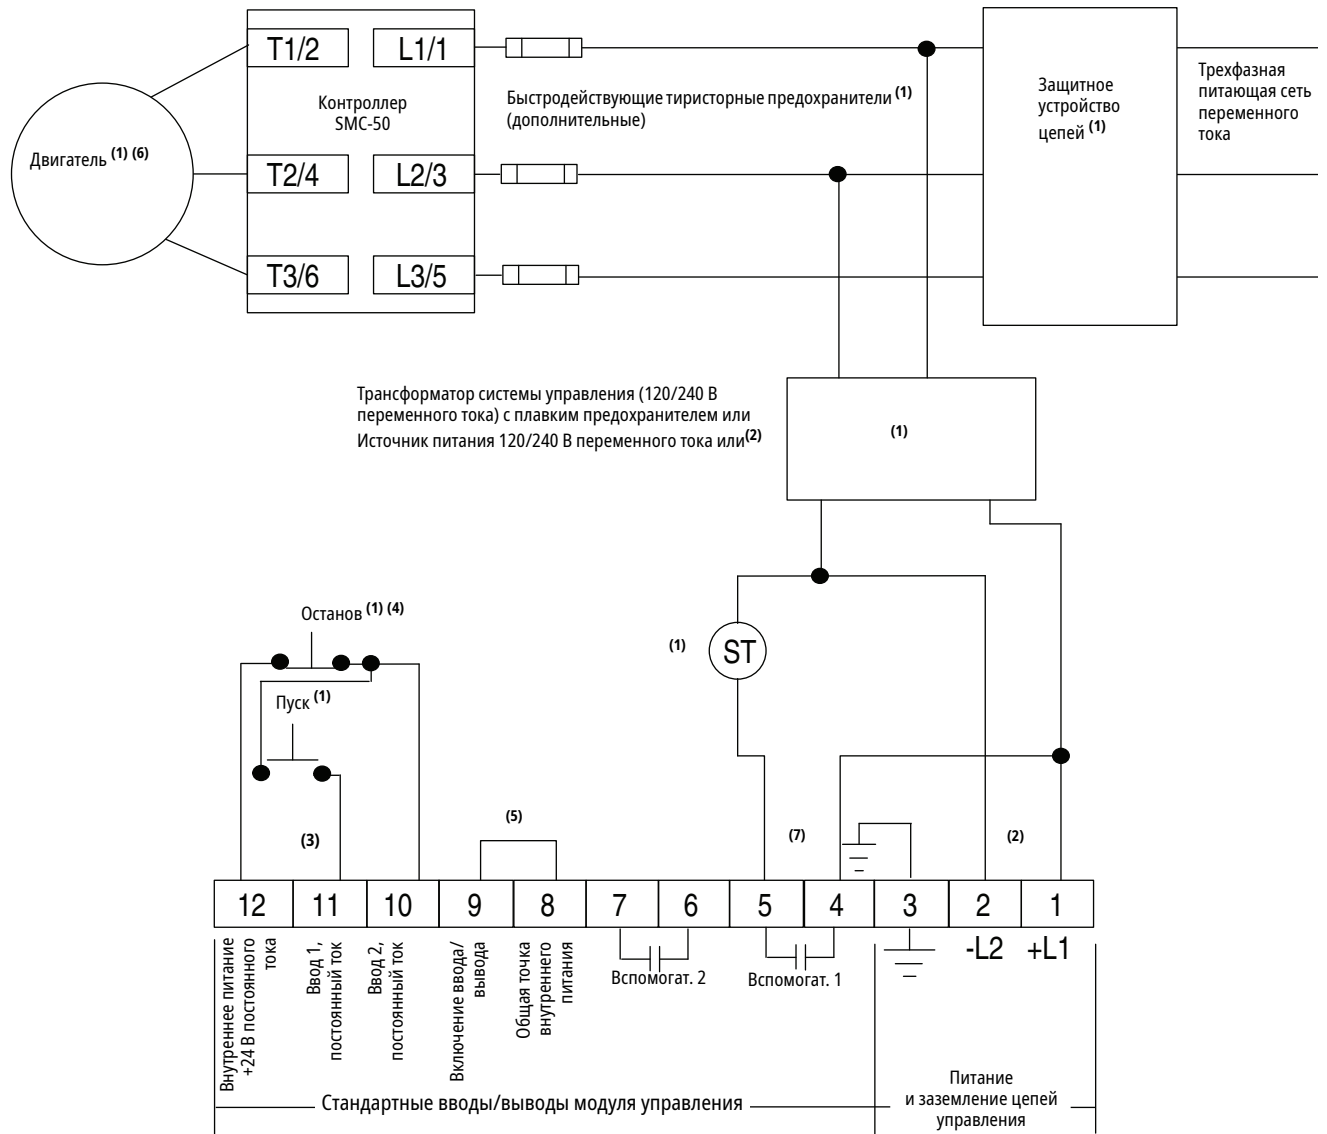 T1/2
L1/1
Контроллер
SMC-50
Быстродействующие тиристорные предохранители (1)
(дополнительные)
Защитное
устройство
цепей (1)
Трехфазная
питающая сеть
переменного
тока
Двигатель (1) (6)
T2/4
L2/3
T3/6
L3/5
Трансформатор системы управления (120/240 В
переменного тока) с плавким предохранителем или
Источник питания 120/240 В переменного тока или(2)
(1)
Останов (1) (4)
(1)
ST
Пуск (1)
(3)
(5)
(7)
(2)
12
11
10
9
8
7
6
5
4
3
2
1
-L2
+L1
Внутреннее питание
+24 В постоянного
тока
Ввод 1,
постоянный ток
Ввод 2,
постоянный ток
Включение ввода/
вывода
Общая точка
внутреннего
питания
Вспомогат. 2
Вспомогат. 1
Стандартные вводы/выводы модуля управления
Питание
и заземление цепей
управления